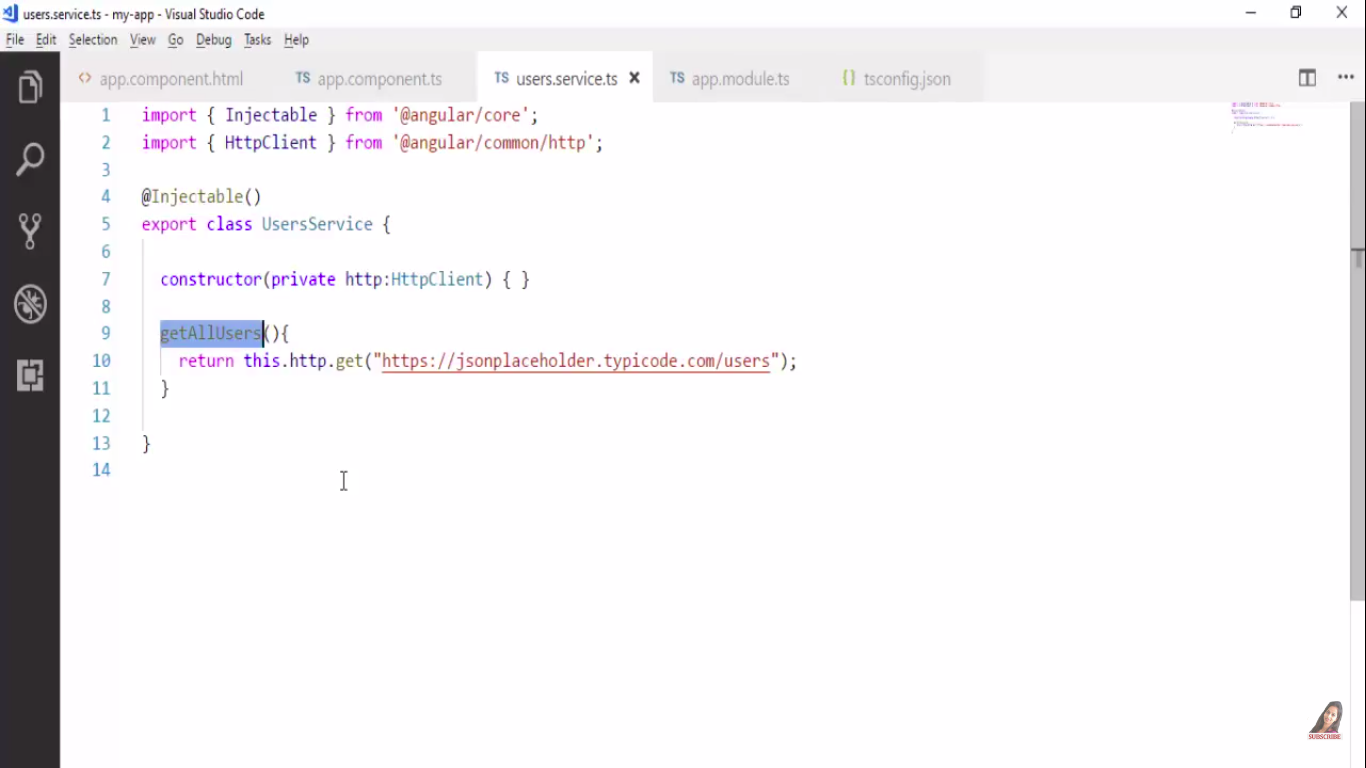 users.service.ts - my-app - Visual Studio Code
File Edit Selection View Go Debug Tasks Help
<> app.component.html TS app.component.ts TS users.service.ts × TS app.module.ts {} tsconfig.json
1 import { Injectable } from '@angular/core';
2 import { HttpClient } from '@angular/common/http';
3
4 @Injectable()
5 export class UsersService {
6
7 constructor(private http:HttpClient) { }
8
9 getAllUsers(){
10 return this.http.get("https://jsonplaceholder.typicode.com/users");
11 }
12
13 }
14
SUBSCRIBE